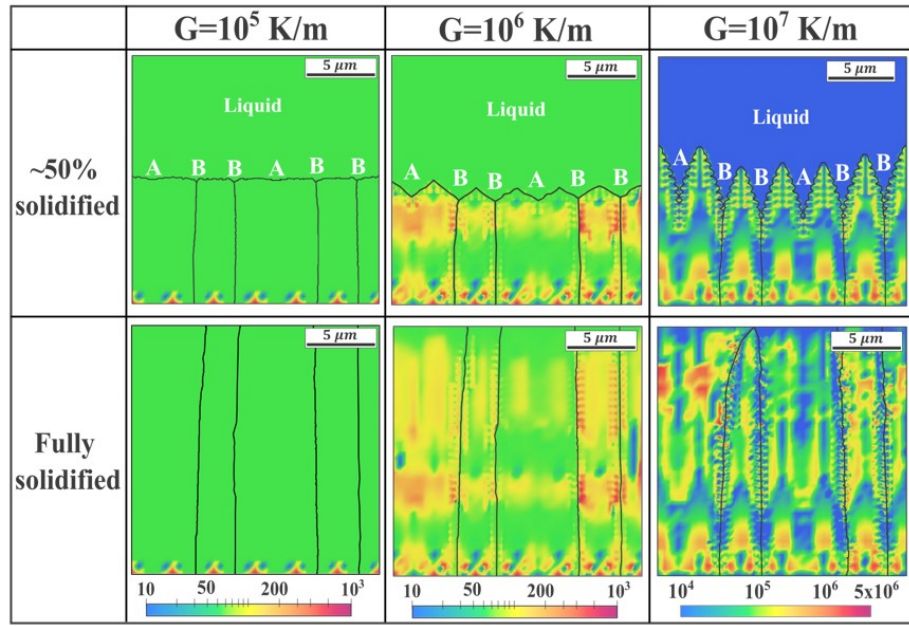 G=10⁵ K/m
G=10⁶ K/m
G=10⁷ K/m
~50% solidified
5 μm
Liquid
A B B A B B
5 μm
Liquid
A B B A B B
5 μm
Liquid
A B B A B B
Fully solidified
5 μm
10 50 200 10³
5 μm
10 50 200 10³
5 μm
10⁴ 10⁵ 10⁶ 5x10⁶